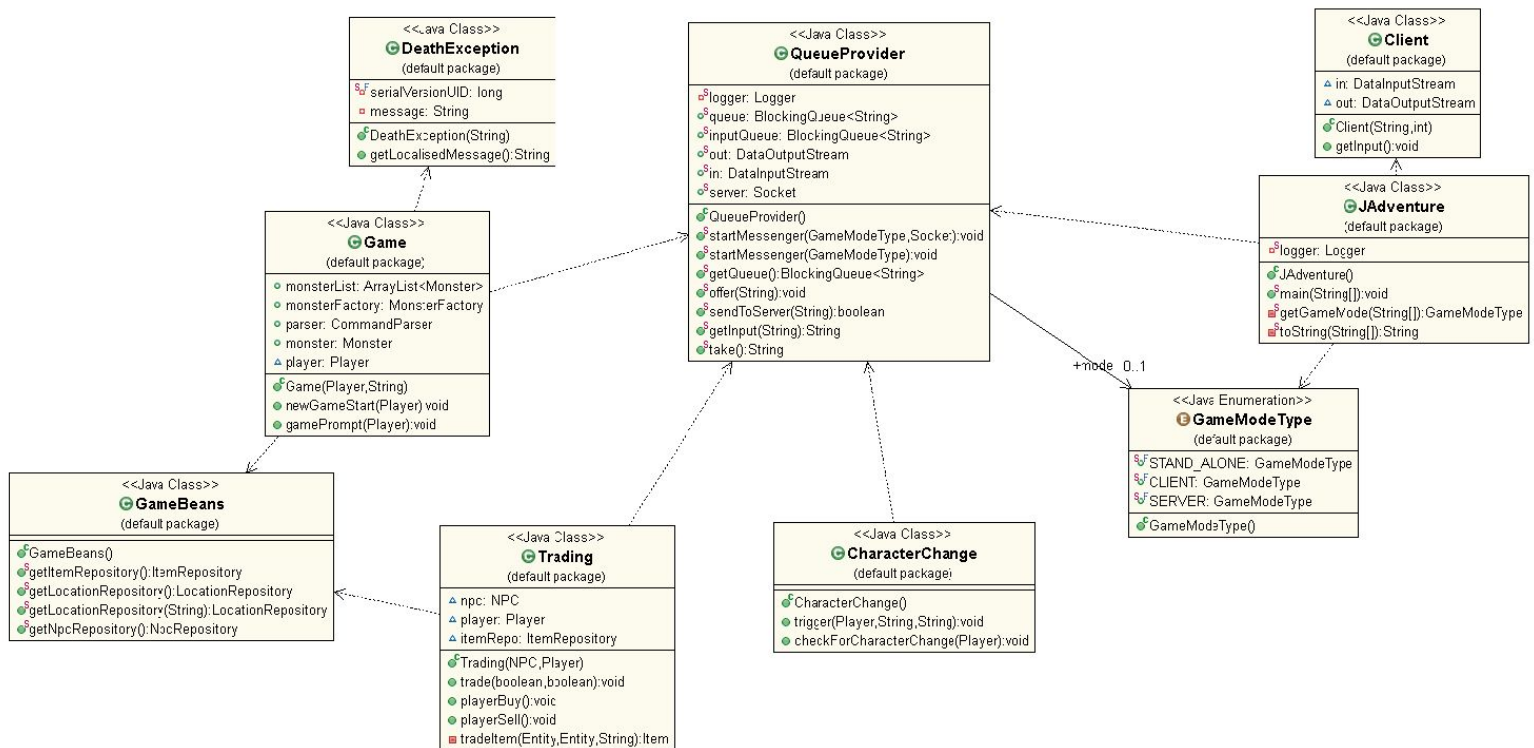 <<Java Class>>
DeathException
(default package)
serialVersionUID: long
message: String
DeathException(String)
getLocalisedMessage():String
<<Java Class>>
QueueProvider
(default package)
logger: Logger
queue: BlockingQueue<String>
inputQueue: BlockingQueue<String>
out: DataOutputStream
in: DataInputStream
server: Socket
QueueProvider()
startMessenger(GameModeType,Socket):void
startMessenger(GameModeType):void
getQueue():BlockingQueue<String>
offer(String):void
sendToServer(String):boolean
getInput(String):String
take():String
<<Java Class>>
Client
(default package)
in: DataInputStream
out: DataOutputStream
Client(String,int)
getInput():void
<<Java Class>>
JAdventure
(default package)
logger: Logger
JAdventure()
main(String[]):void
getGameMode(String[]):GameModeType
toString(String[]):String
<<Java Class>>
Game
(default package)
monsterList: ArrayList<Monster>
monsterFactory: MonsterFactory
parser: CommandParser
monster: Monster
player: Player
Game(Player,String)
newGameStart(Player):void
gamePrompt(Player):void
+mode 0..1
<<Java Enumeration>>
GameModeType
(default package)
STAND_ALONE: GameModeType
CLIENT: GameModeType
SERVER: GameModeType
GameModeType()
<<Java Class>>
GameBeans
(default package)
GameBeans()
getItemRepository():ItemRepository
getLocationRepository():LocationRepository
getLocationRepository(String):LocationRepository
getNpcRepository():NpcRepository
<<Java Class>>
Trading
(default package)
npc: NPC
player: Player
itemRepo: ItemRepository
Trading(NPC,Player)
trade(boolean,boolean):void
playerBuy():void
playerSell():void
tradeItem(Entity,Entity,String):Item
<<Java Class>>
CharacterChange
(default package)
CharacterChange()
trigger(Player,String,String):void
checkForCharacterChange(Player):void